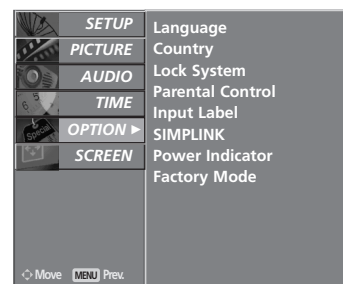 SETUP
PICTURE
AUDIO
TIME
OPTION ►
SCREEN
Language
Country
Lock System
Parental Control
Input Label
SIMPLINK
Power Indicator
Factory Mode
Special
Move MENU Prev.